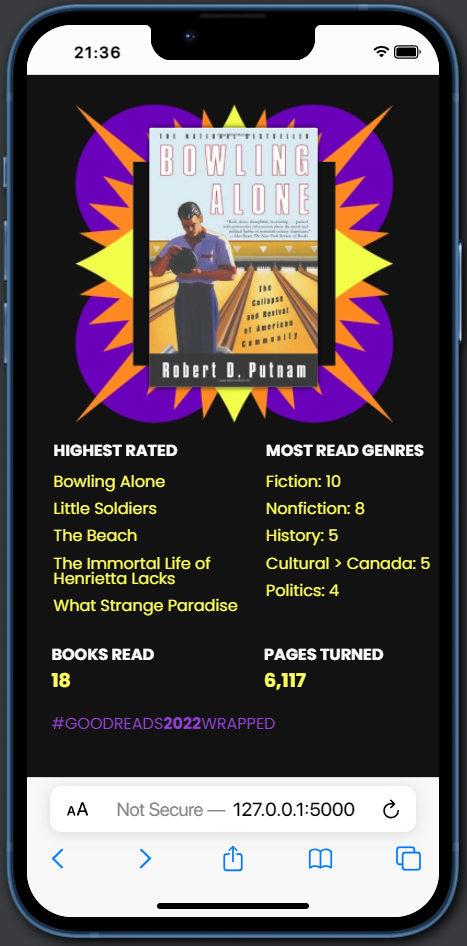 21:36
THE NATIONAL BESTSELLER
BOWLING
ALONE
The
Collapse
and Revival
of American
Community
Robert D. Putnam
HIGHEST RATED
Bowling Alone
Little Soldiers
The Beach
The Immortal Life of
Henrietta Lacks
What Strange Paradise
MOST READ GENRES
Fiction: 10
Nonfiction: 8
History: 5
Cultural > Canada: 5
Politics: 4
BOOKS READ
18
PAGES TURNED
6,117
#GOODREADS2022WRAPPED
AA
Not Secure — 127.0.0.1:5000